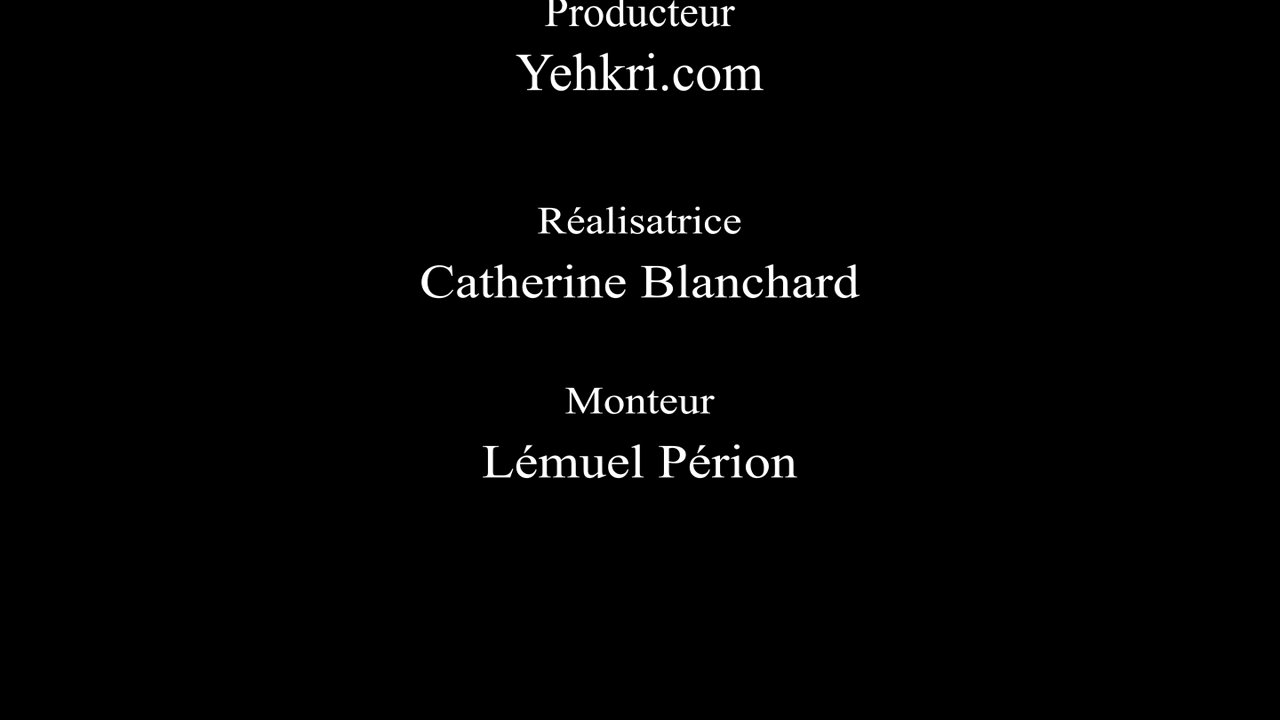 Producteur
Yehkri.com
Réalisatrice
Catherine Blanchard
Monteur
Lémuel Périon